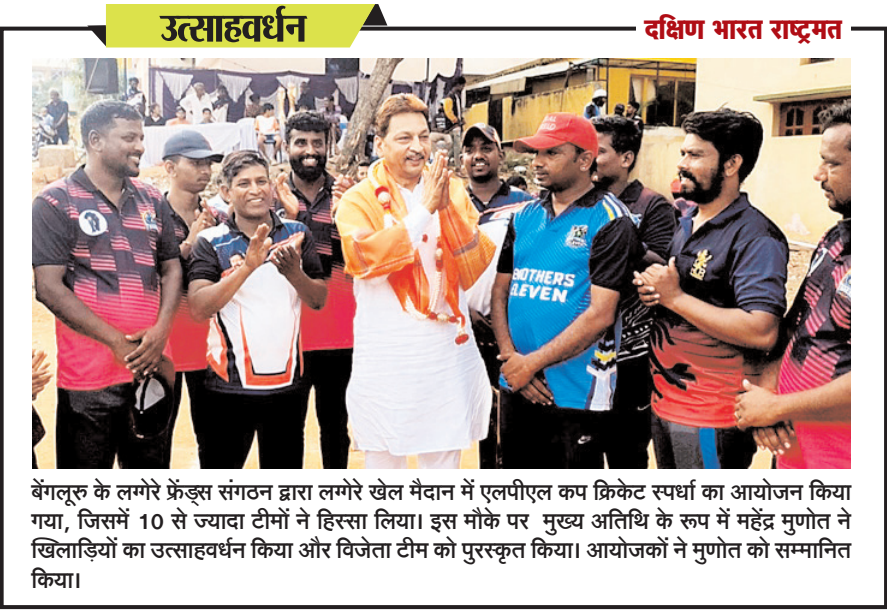 उत्साहवर्धन
दक्षिण भारत राष्ट्रमत
BROTHERS
ELEVEN
बेंगलूरु के लग्गेरे फ्रेंड्स संगठन द्वारा लग्गेरे खेल मैदान में एलपीएल कप क्रिकेट स्पर्धा का आयोजन किया
गया, जिसमें 10 से ज्यादा टीमों ने हिस्सा लिया। इस मौके पर मुख्य अतिथि के रूप में महेंद्र मुणोत ने
खिलाड़ियों का उत्साहवर्धन किया और विजेता टीम को पुरस्कृत किया। आयोजकों ने मुणोत को सम्मानित
किया।